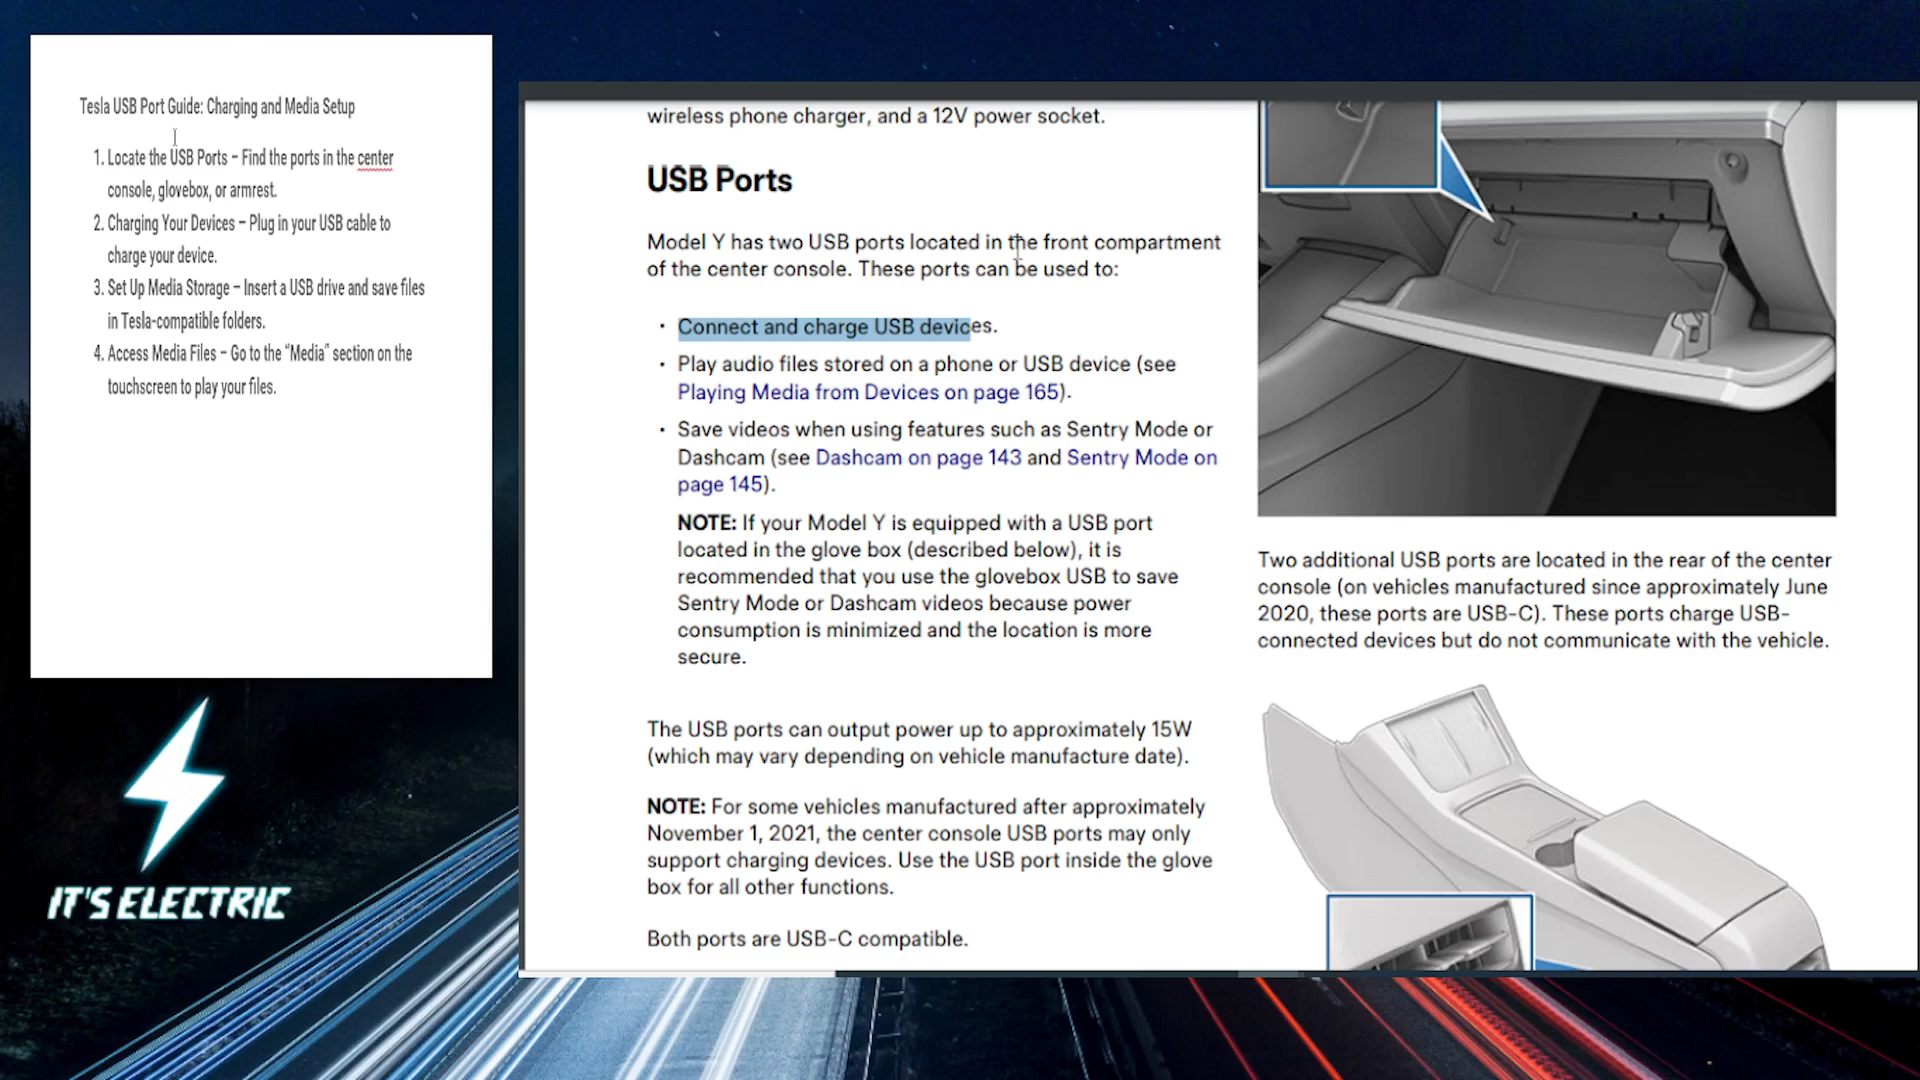 Tesla USB Port Guide: Charging and Media Setup
1. Locate the USB Ports – Find the ports in the center
console, glovebox, or armrest.
2. Charging Your Devices – Plug in your USB cable to
charge your device.
3. Set Up Media Storage – Insert a USB drive and save files
in Tesla-compatible folders.
4. Access Media Files – Go to the “Media” section on the
touchscreen to play your files.
IT'S ELECTRIC
wireless phone charger, and a 12V power socket.
USB Ports
Model Y has two USB ports located in the front compartment
of the center console. These ports can be used to:
• Connect and charge USB devices.
• Play audio files stored on a phone or USB device (see
Playing Media from Devices on page 165).
• Save videos when using features such as Sentry Mode or
Dashcam (see Dashcam on page 143 and Sentry Mode on
page 145).
NOTE: If your Model Y is equipped with a USB port
located in the glove box (described below), it is
recommended that you use the glovebox USB to save
Sentry Mode or Dashcam videos because power
consumption is minimized and the location is more
secure.
The USB ports can output power up to approximately 15W
(which may vary depending on vehicle manufacture date).
NOTE: For some vehicles manufactured after approximately
November 1, 2021, the center console USB ports may only
support charging devices. Use the USB port inside the glove
box for all other functions.
Both ports are USB-C compatible.
Two additional USB ports are located in the rear of the center
console (on vehicles manufactured since approximately June
2020, these ports are USB-C). These ports charge USB-
connected devices but do not communicate with the vehicle.